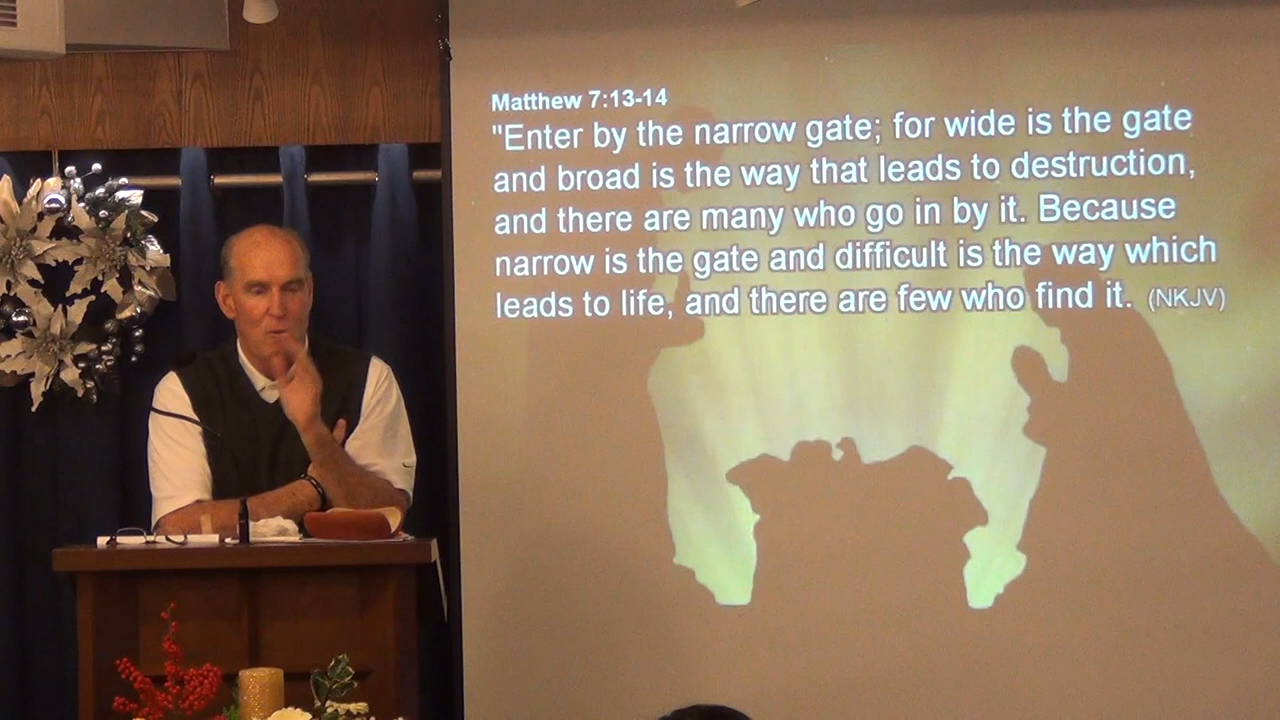 Matthew 7:13-14
"Enter by the narrow gate; for wide is the gate
and broad is the way that leads to destruction,
and there are many who go in by it. Because
narrow is the gate and difficult is the way which
leads to life, and there are few who find it. (NKJV)